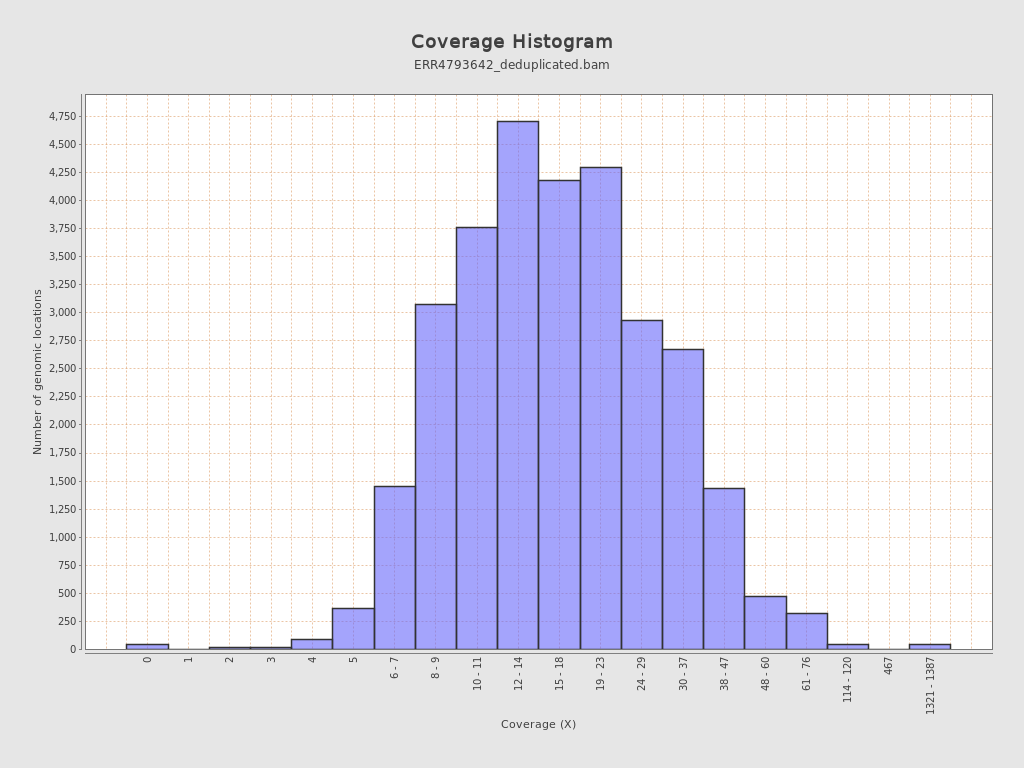 Coverage Histogram
ERR4793642_deduplicated.bam
Number of genomic locations
4,750
4,500
4,250
4,000
3,750
3,500
3,250
3,000
2,750
2,500
2,250
2,000
1,750
1,500
1,250
1,000
750
500
250
0
0
1
2
3
4
5
6 - 7
8 - 9
10 - 11
12 - 14
15 - 18
19 - 23
24 - 29
30 - 37
38 - 47
48 - 60
61 - 76
114 - 120
467
1321 - 1387
Coverage (X)